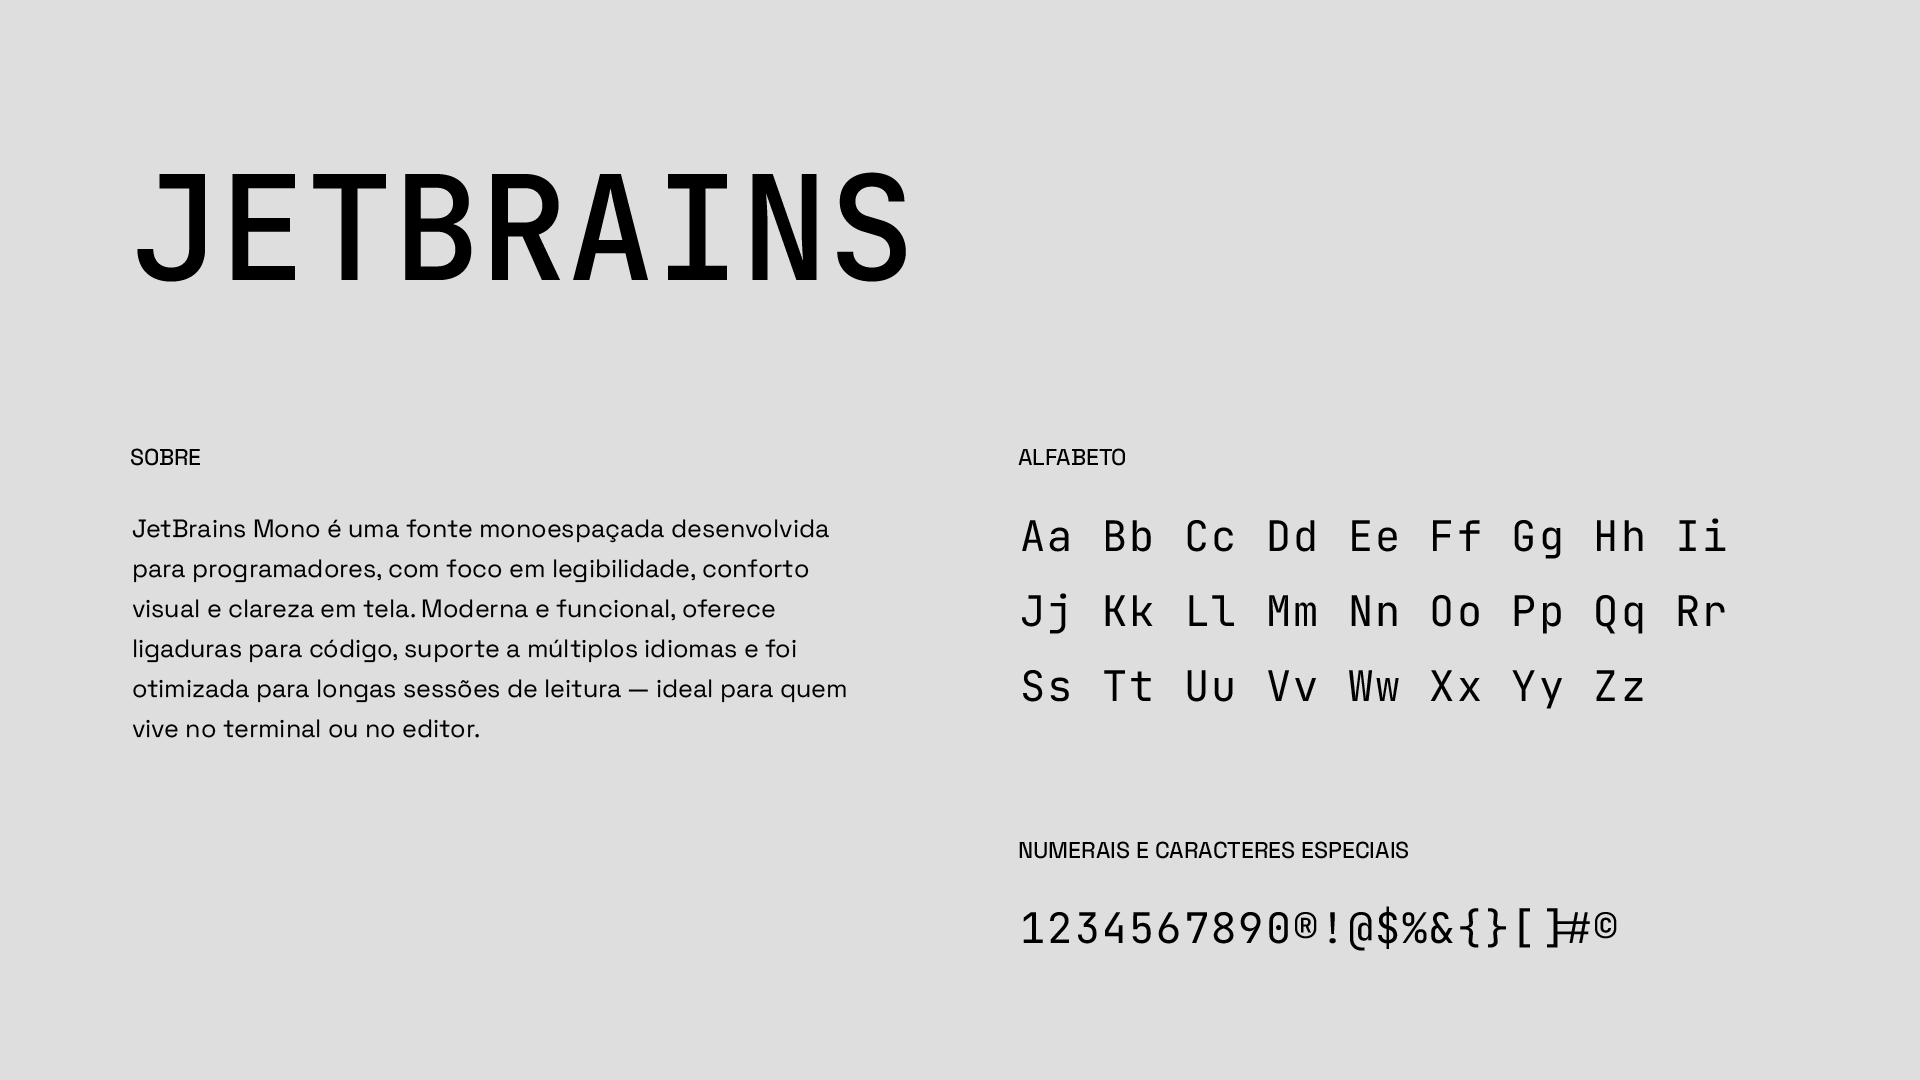 JETBRAINS
SOBRE
JetBrains Mono é uma fonte monoespaçada desenvolvida
para programadores, com foco em legibilidade, conforto
visual e clareza em tela. Moderna e funcional, oferece
ligaduras para código, suporte a múltiplos idiomas e foi
otimizada para longas sessões de leitura — ideal para quem
vive no terminal ou no editor.
ALFABETO
Aa Bb Cc Dd Ee Ff Gg Hh Ii
Jj Kk Ll Mm Nn Oo Pp Qq Rr
Ss Tt Uu Vv Ww Xx Yy Zz
NUMERAIS E CARACTERES ESPECIAIS
1234567890®!@$%&{}[]#©